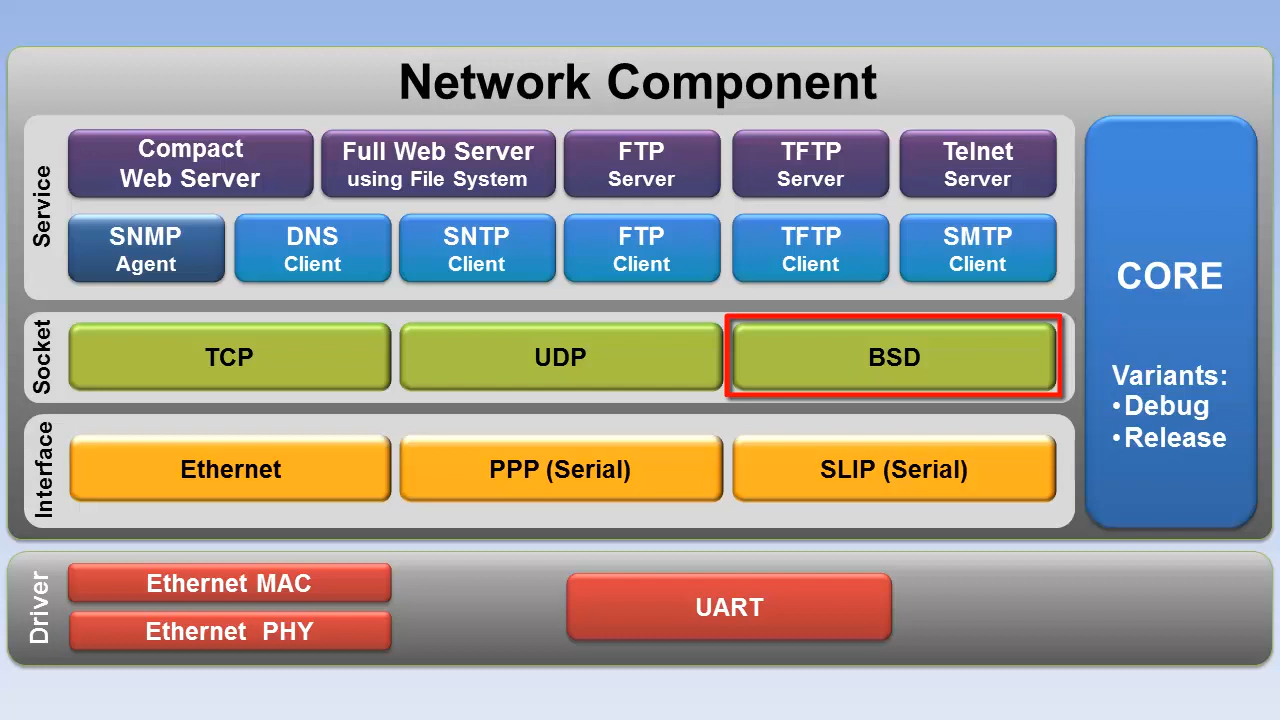 Network Component
Service
Compact
Web Server
Full Web Server
using File System
FTP
Server
TFTP
Server
Telnet
Server
SNMP
Agent
DNS
Client
SNTP
Client
FTP
Client
TFTP
Client
SMTP
Client
Socket
TCP
UDP
BSD
Interface
Ethernet
PPP (Serial)
SLIP (Serial)
CORE
Variants:
•Debug
•Release
Driver
Ethernet MAC
Ethernet PHY
UART